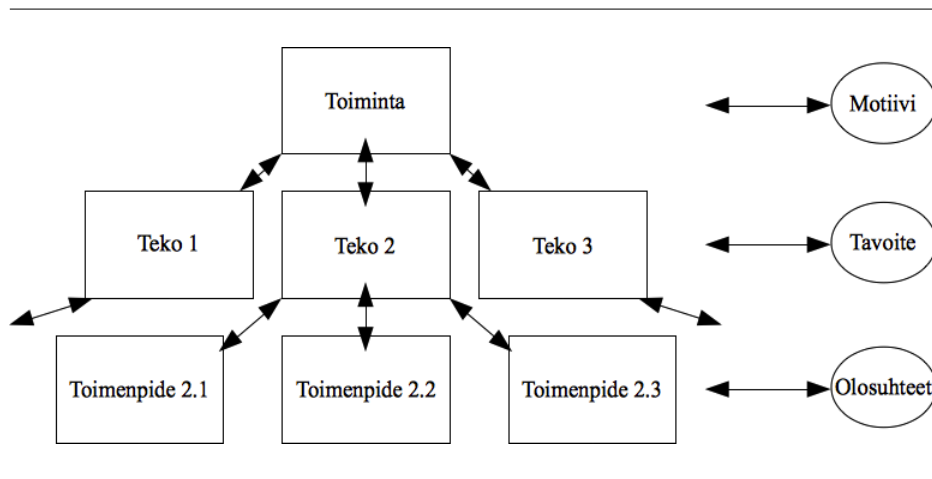 Toiminta
Motiivi
Teko 1
Teko 2
Teko 3
Tavoite
Toimenpide 2.1
Toimenpide 2.2
Toimenpide 2.3
Olosuhteet